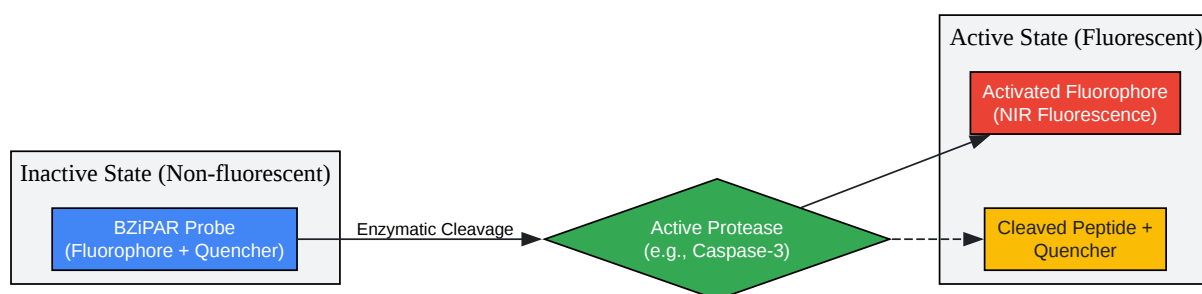 Inactive State (Non-fluorescent)
BZiPAR Probe
(Fluorophore + Quencher)
Enzymatic Cleavage
Active Protease
(e.g., Caspase-3)
Active State (Fluorescent)
Activated Fluorophore
(NIR Fluorescence)
Cleaved Peptide +
Quencher